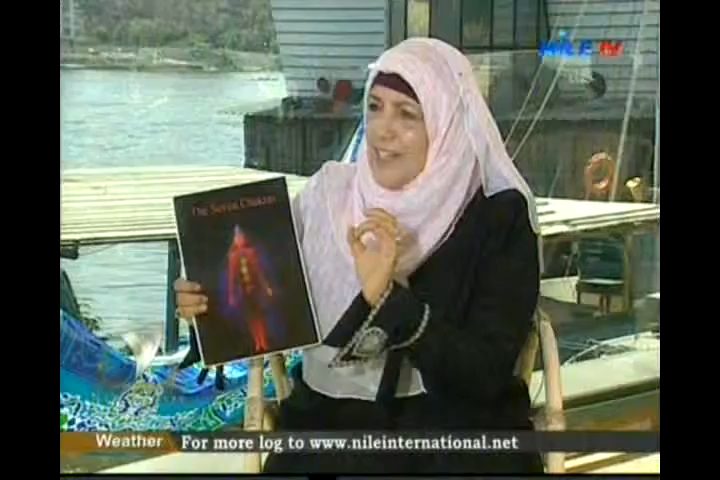 NILE TV
The Seven Chakras
Weather
For more log to www.nileinternational.net